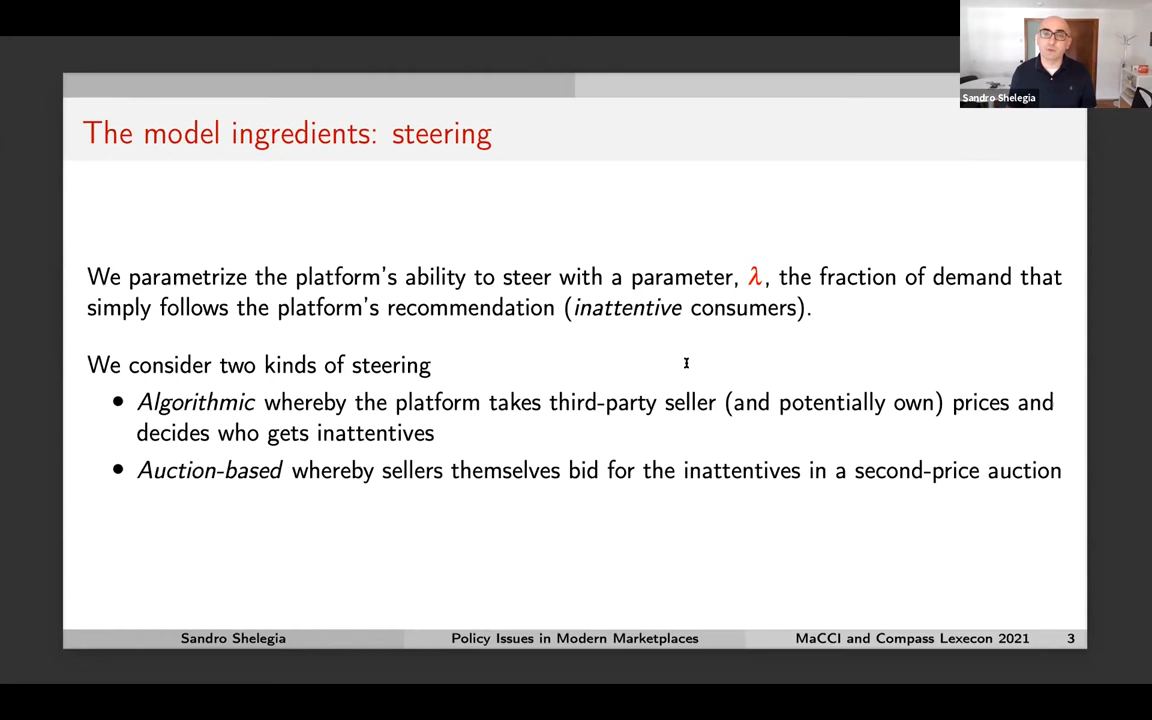 Sandro Shelegia
The model ingredients: steering
We parametrize the platform's ability to steer with a parameter, λ, the fraction of demand that
simply follows the platform's recommendation (inattentive consumers).
We consider two kinds of steering
• Algorithmic whereby the platform takes third-party seller (and potentially own) prices and
decides who gets inattentives
• Auction-based whereby sellers themselves bid for the inattentives in a second-price auction
Sandro Shelegia Policy Issues in Modern Marketplaces MaCCI and Compass Lexecon 2021 3